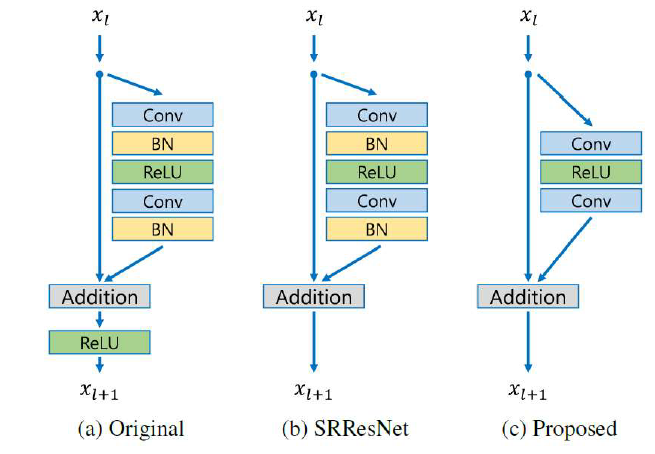 x_l
Conv
BN
ReLU
Conv
BN
Addition
ReLU
x_{l+1}
(a) Original
x_l
Conv
BN
ReLU
Conv
BN
Addition
x_{l+1}
(b) SRResNet
x_l
Conv
ReLU
Conv
Addition
x_{l+1}
(c) Proposed